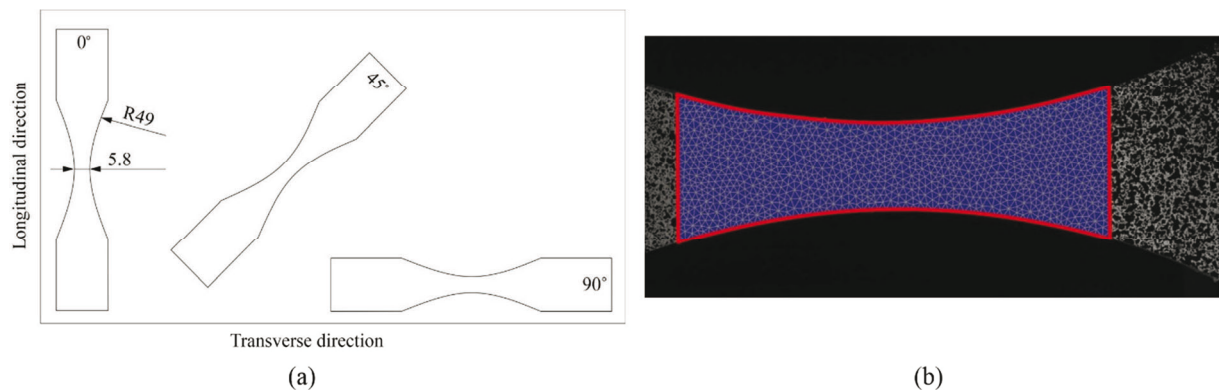 0°
45°
R49
5.8
90°
Longitudinal direction
Transverse direction
(a)
(b)